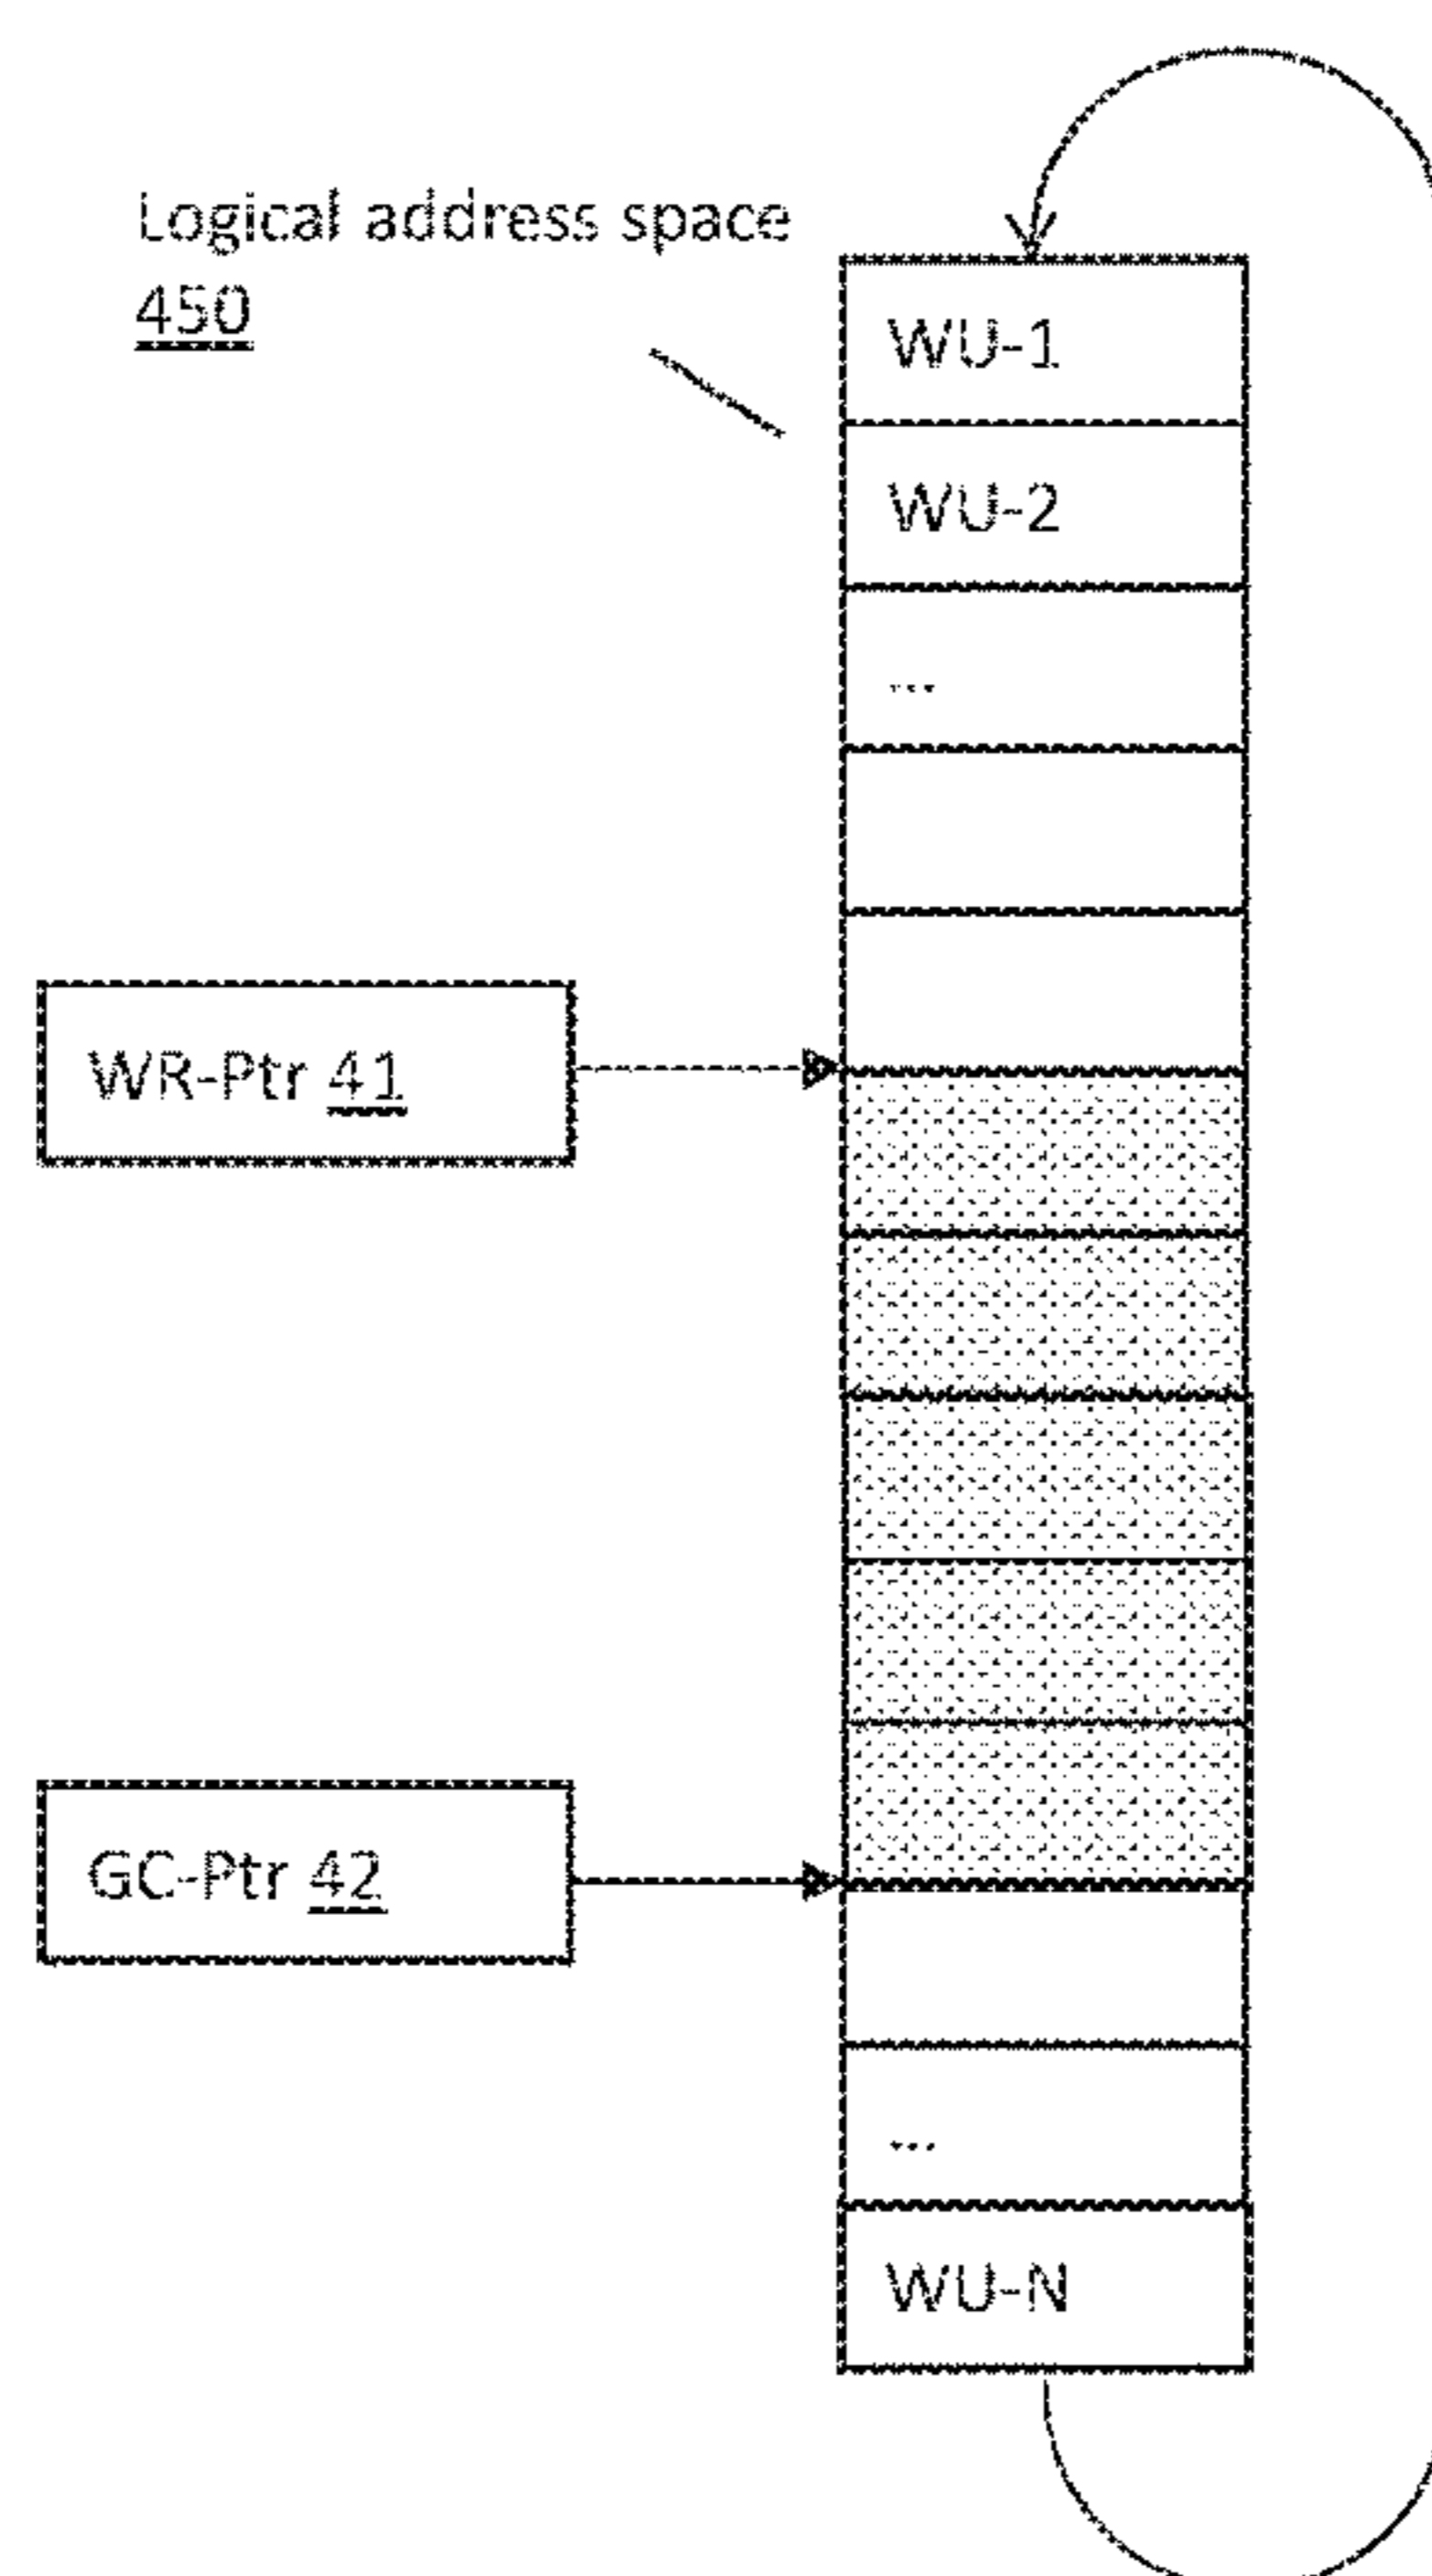 Logical address space
450
WU-1
WU-2
...
WR-Ptr 41
GC-Ptr 42
...
WU-N